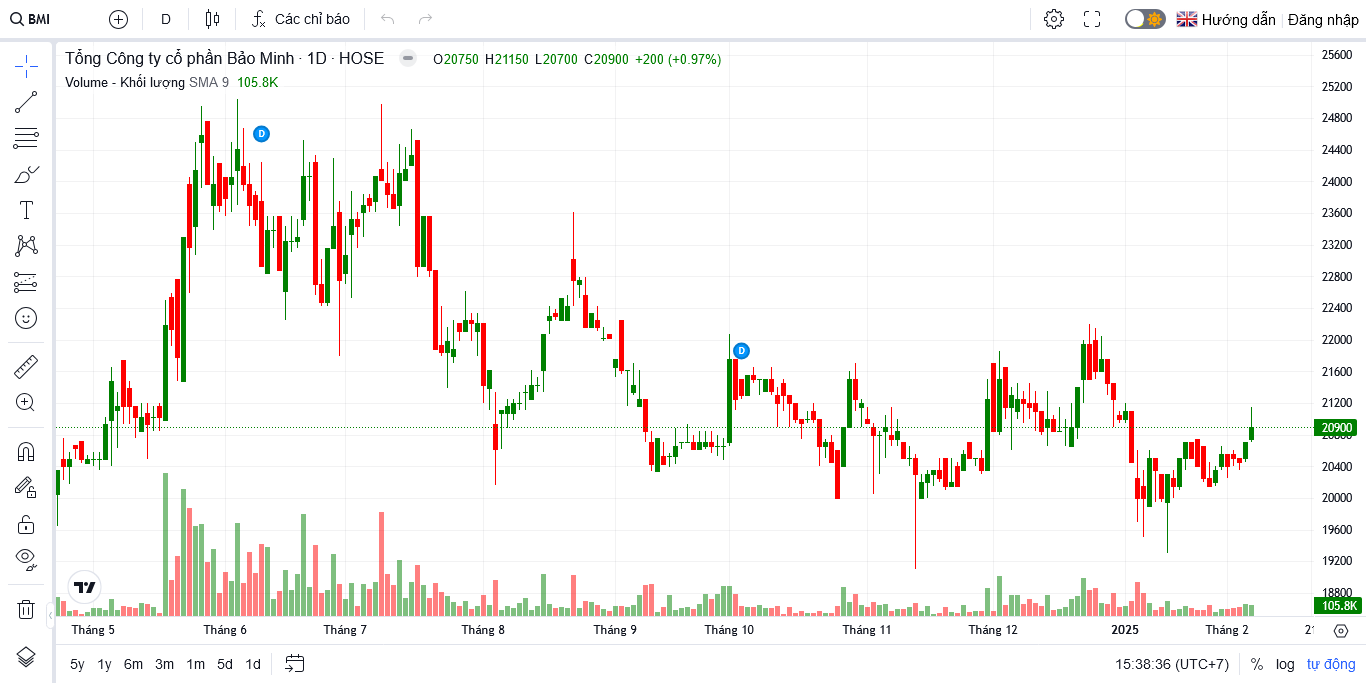 BMI D Các chỉ báo Hướng dẫn Đăng nhập
Tổng Công ty cổ phần Bảo Minh · 1D · HOSE O20750 H21150 L20700 C20900 +200 (+0.97%)
Volume - Khối lượng SMA 9 105.8K
25600
25200
24800
24400
24000
23600
23200
22800
22400
22000
21600
21200
20900
20800
20400
20000
19600
19200
18800
105.8K
D
D
Tháng 5 Tháng 6 Tháng 7 Tháng 8 Tháng 9 Tháng 10 Tháng 11 Tháng 12 2025 Tháng 2 21
5y 1y 6m 3m 1m 5d 1d 15:38:36 (UTC+7) % log tự động